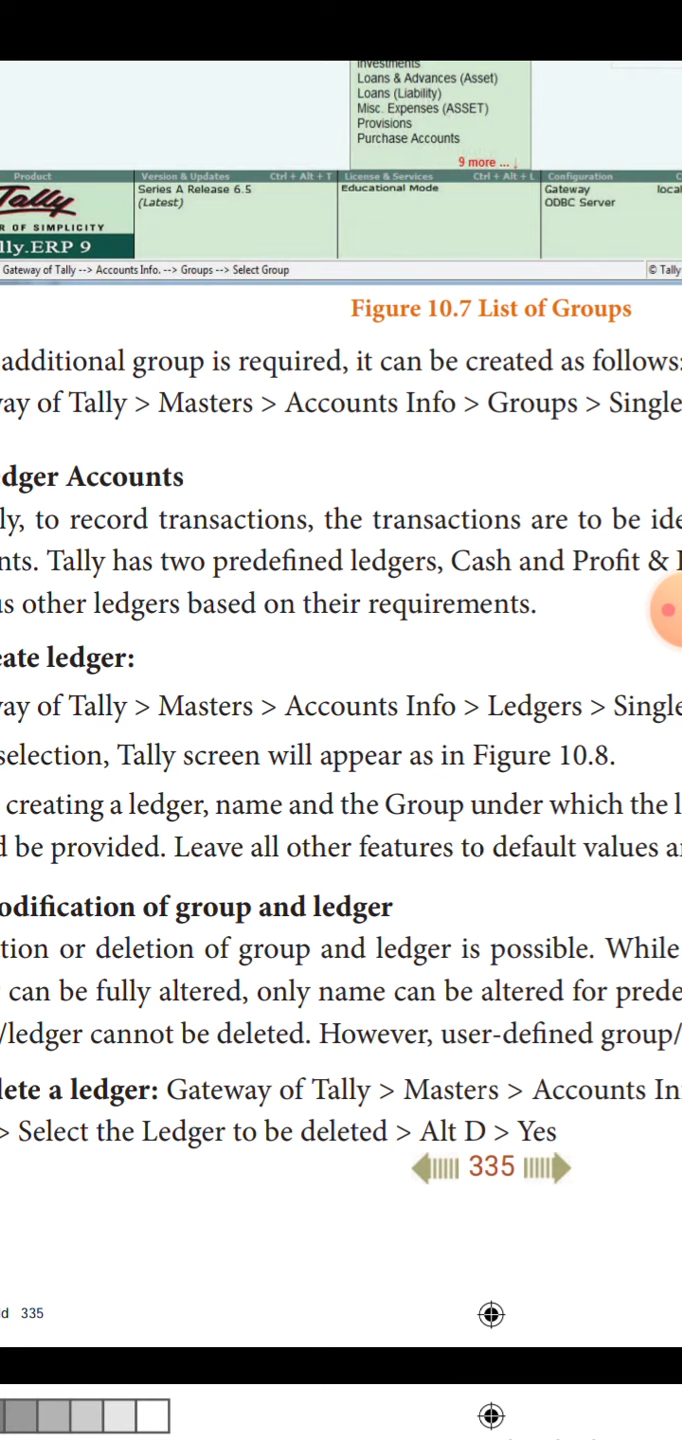 Investments
Loans & Advances (Asset)
Loans (Liability)
Misc. Expenses (ASSET)
Provisions
Purchase Accounts
9 more ... ↓
Product Version & Updates Ctrl + Alt + T License & Services Ctrl + Alt + L Configuration C
Tally Series A Release 6.5 Educational Mode Gateway local
(Latest) ODBC Server
R OF SIMPLICITY
lly.ERP 9
Gateway of Tally --> Accounts Info. --> Groups --> Select Group © Tally
Figure 10.7 List of Groups
additional group is required, it can be created as follows:
way of Tally > Masters > Accounts Info > Groups > Single
edger Accounts
ly, to record transactions, the transactions are to be ide
nts. Tally has two predefined ledgers, Cash and Profit &
us other ledgers based on their requirements.
eate ledger:
way of Tally > Masters > Accounts Info > Ledgers > Single
selection, Tally screen will appear as in Figure 10.8.
creating a ledger, name and the Group under which the l
d be provided. Leave all other features to default values a
odification of group and ledger
tion or deletion of group and ledger is possible. While
can be fully altered, only name can be altered for prede
/ledger cannot be deleted. However, user-defined group/
lete a ledger: Gateway of Tally > Masters > Accounts In
> Select the Ledger to be deleted > Alt D > Yes
335
ld 335